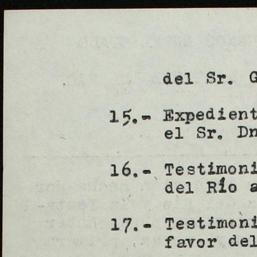 del Sr. G
15.- Expedient
el Sr. Dn
16.- Testimoni
del Río a
17.- Testimoni
favor del